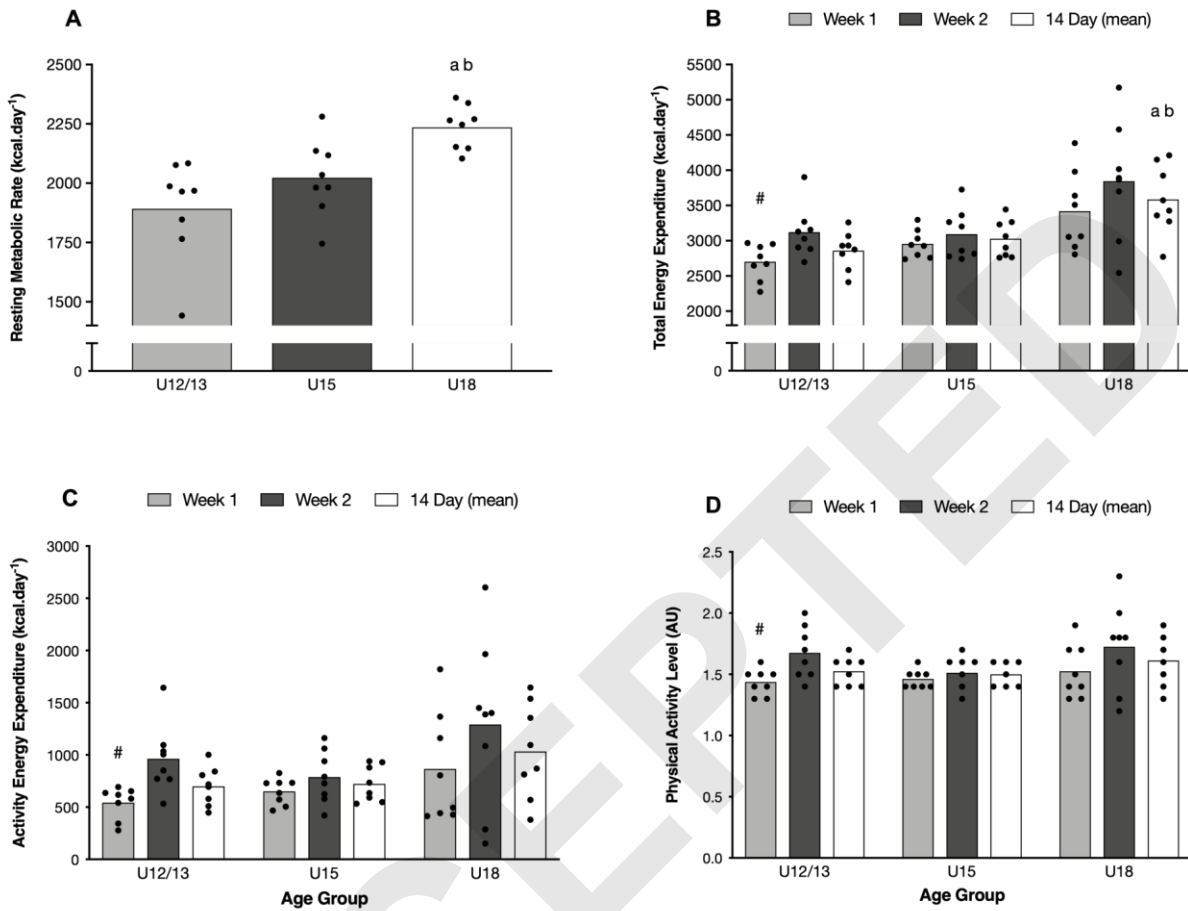 A
Resting Metabolic Rate (kcal.day⁻¹)
2500
2250
2000
1750
1500
0
a b
U12/13 U15 U18
B
Week 1 Week 2 14 Day (mean)
Total Energy Expenditure (kcal.day⁻¹)
5500
5000
4500
4000
3500
3000
2500
2000
0
#
a b
U12/13 U15 U18
C
Week 1 Week 2 14 Day (mean)
Activity Energy Expenditure (kcal.day⁻¹)
3000
2500
2000
1500
1000
500
0
#
U12/13 U15 U18
Age Group
D
Week 1 Week 2 14 Day (mean)
Physical Activity Level (AU)
2.5
2.0
1.5
1.0
0.5
0.0
#
U12/13 U15 U18
Age Group
CEPTED